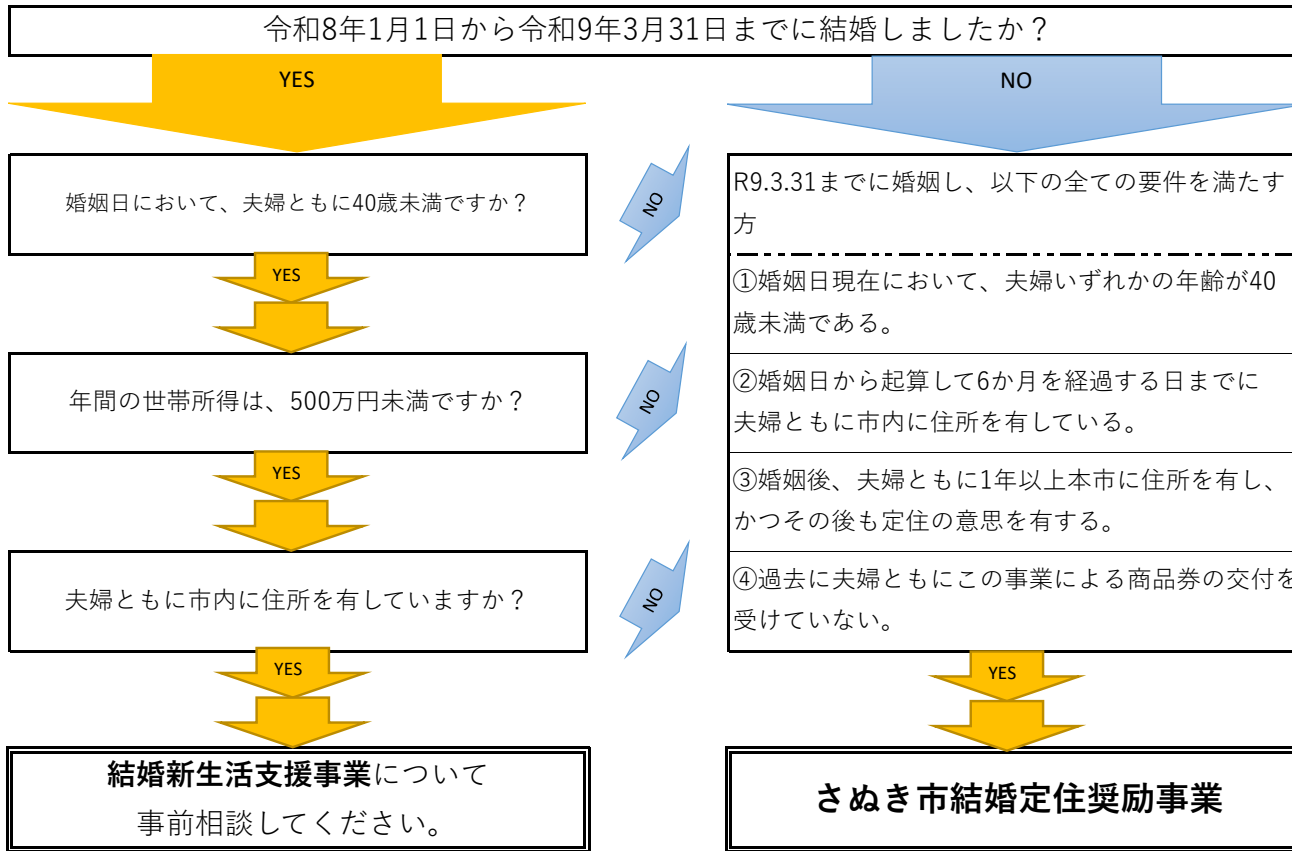 令和8年1月1日から令和9年3月31日までに結婚しましたか？
YES
NO
婚姻日において、夫婦ともに40歳未満ですか？
NO
YES
年間の世帯所得は、500万円未満ですか？
NO
YES
夫婦ともに市内に住所を有していますか？
NO
YES
結婚新生活支援事業について
事前相談してください。
R9.3.31までに婚姻し、以下の全ての要件を満たす
方
①婚姻日現在において、夫婦いずれかの年齢が40
歳未満である。
②婚姻日から起算して6か月を経過する日までに
夫婦ともに市内に住所を有している。
③婚姻後、夫婦ともに1年以上本市に住所を有し、
かつその後も定住の意思を有する。
④過去に夫婦ともにこの事業による商品券の交付を
受けていない。
YES
さぬき市結婚定住奨励事業